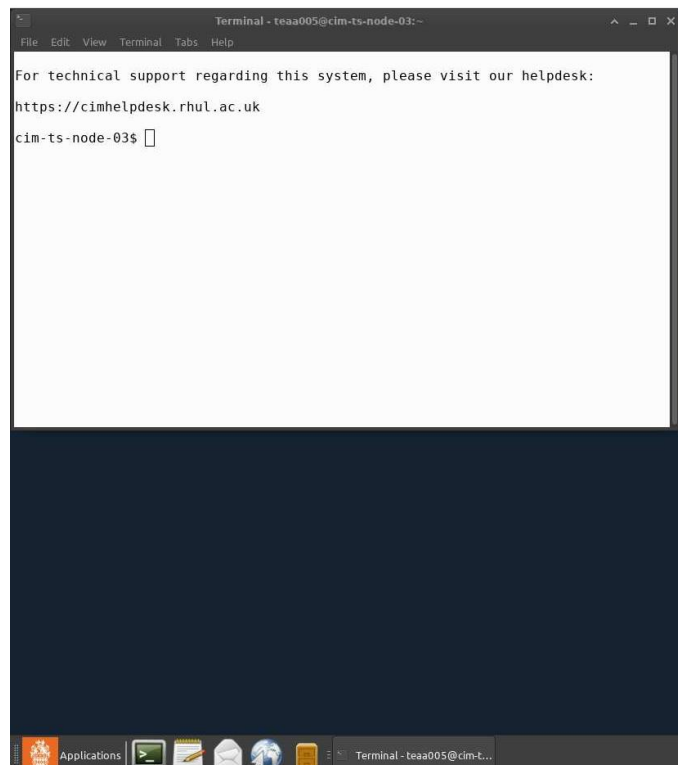 Terminal - teaa005@cim-ts-node-03:~
File Edit View Terminal Tabs Help
For technical support regarding this system, please visit our helpdesk:
https://cimhelpdesk.rhul.ac.uk
cim-ts-node-03$
Applications
Terminal - teaa005@cim-t...